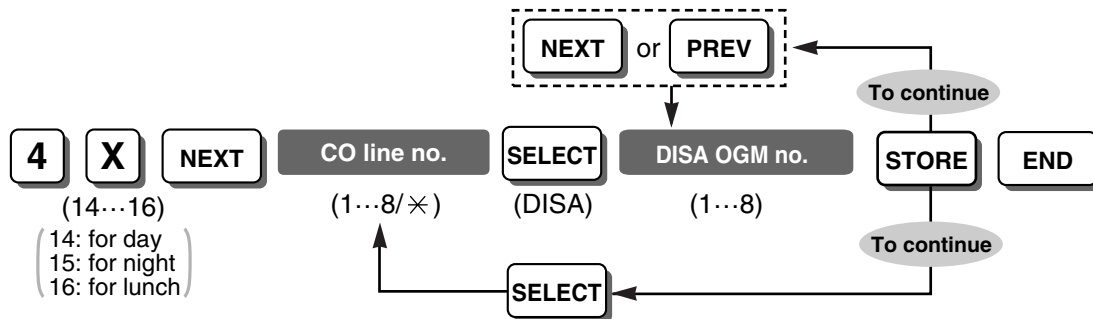 NEXT or PREV
To continue
4 X NEXT CO line no. SELECT DISA OGM no. STORE END
(14⋯16) (1⋯8/✳) (DISA) (1⋯8)
14: for day
15: for night
16: for lunch
To continue
SELECT